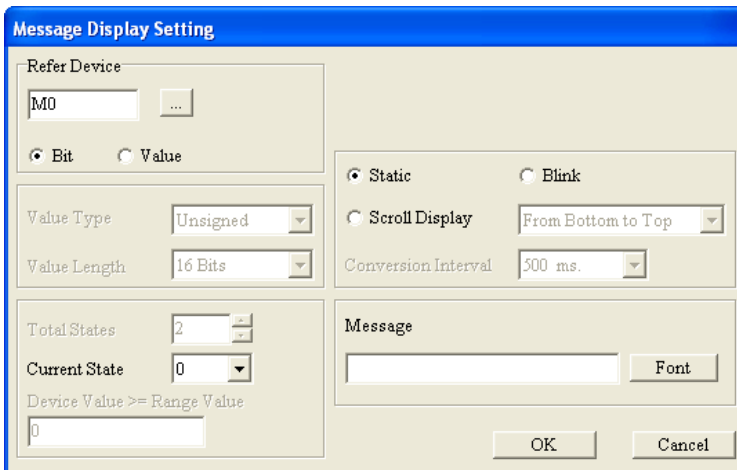 Message Display Setting
Refer Device
M0
...
Bit Value
Value Type Unsigned
Value Length 16 Bits
Total States 2
Current State 0
Device Value >= Range Value
0
Static Blink
Scroll Display From Bottom to Top
Conversion Interval 500 ms.
Message
Font
OK Cancel